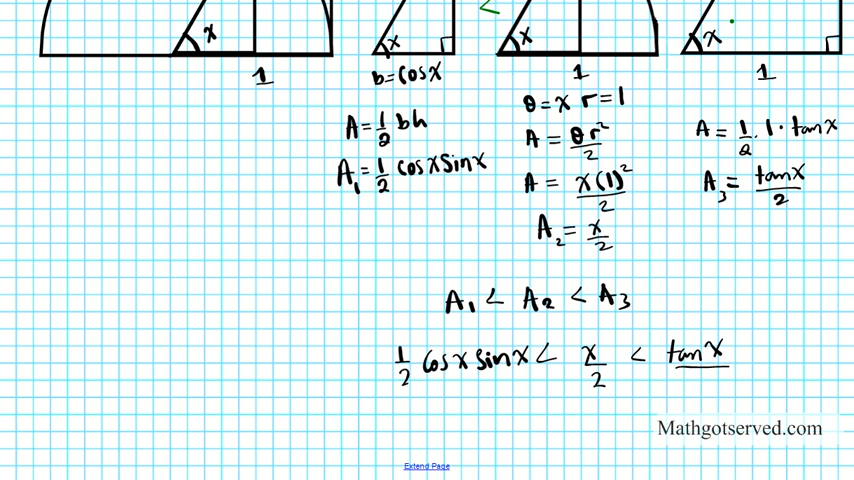 x
x
<
x
x
1
b=cosx
1
1
θ=x r=1
A=1/2 bh
A₁=1/2 cosxsinx
A = θr²/2
A = x(1)²/2
A₂ = x/2
A = 1/2 . 1 · tanx
A₃ = tanx/2
A₁ < A₂ < A₃
1/2 cosx sinx < x/2 < tanx
Mathgotserved.com
Extend Page